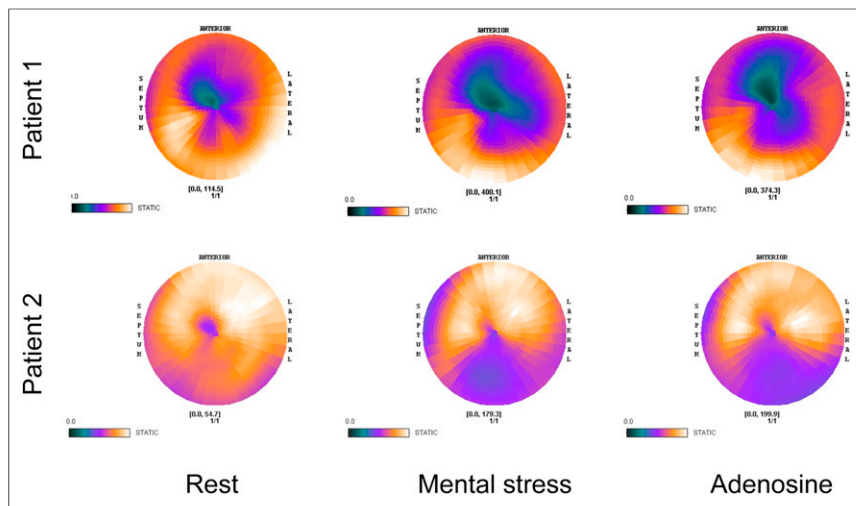 Patient 1
ANTERIOR
SEPTUM
LATERAL
[0.0, 114.5]
1/1
0.0
STATIC
ANTERIOR
SEPTUM
LATERAL
[0.0, 400.1]
1/1
0.0
STATIC
ANTERIOR
SEPTUM
LATERAL
[0.0, 374.3]
1/1
0.0
STATIC
Patient 2
ANTERIOR
SEPTUM
LATERAL
[0.0, 54.7]
1/1
0.0
STATIC
ANTERIOR
SEPTUM
LATERAL
[0.0, 179.3]
1/1
0.0
STATIC
ANTERIOR
SEPTUM
LATERAL
[0.0, 199.9]
1/1
0.0
STATIC
Rest
Mental stress
Adenosine